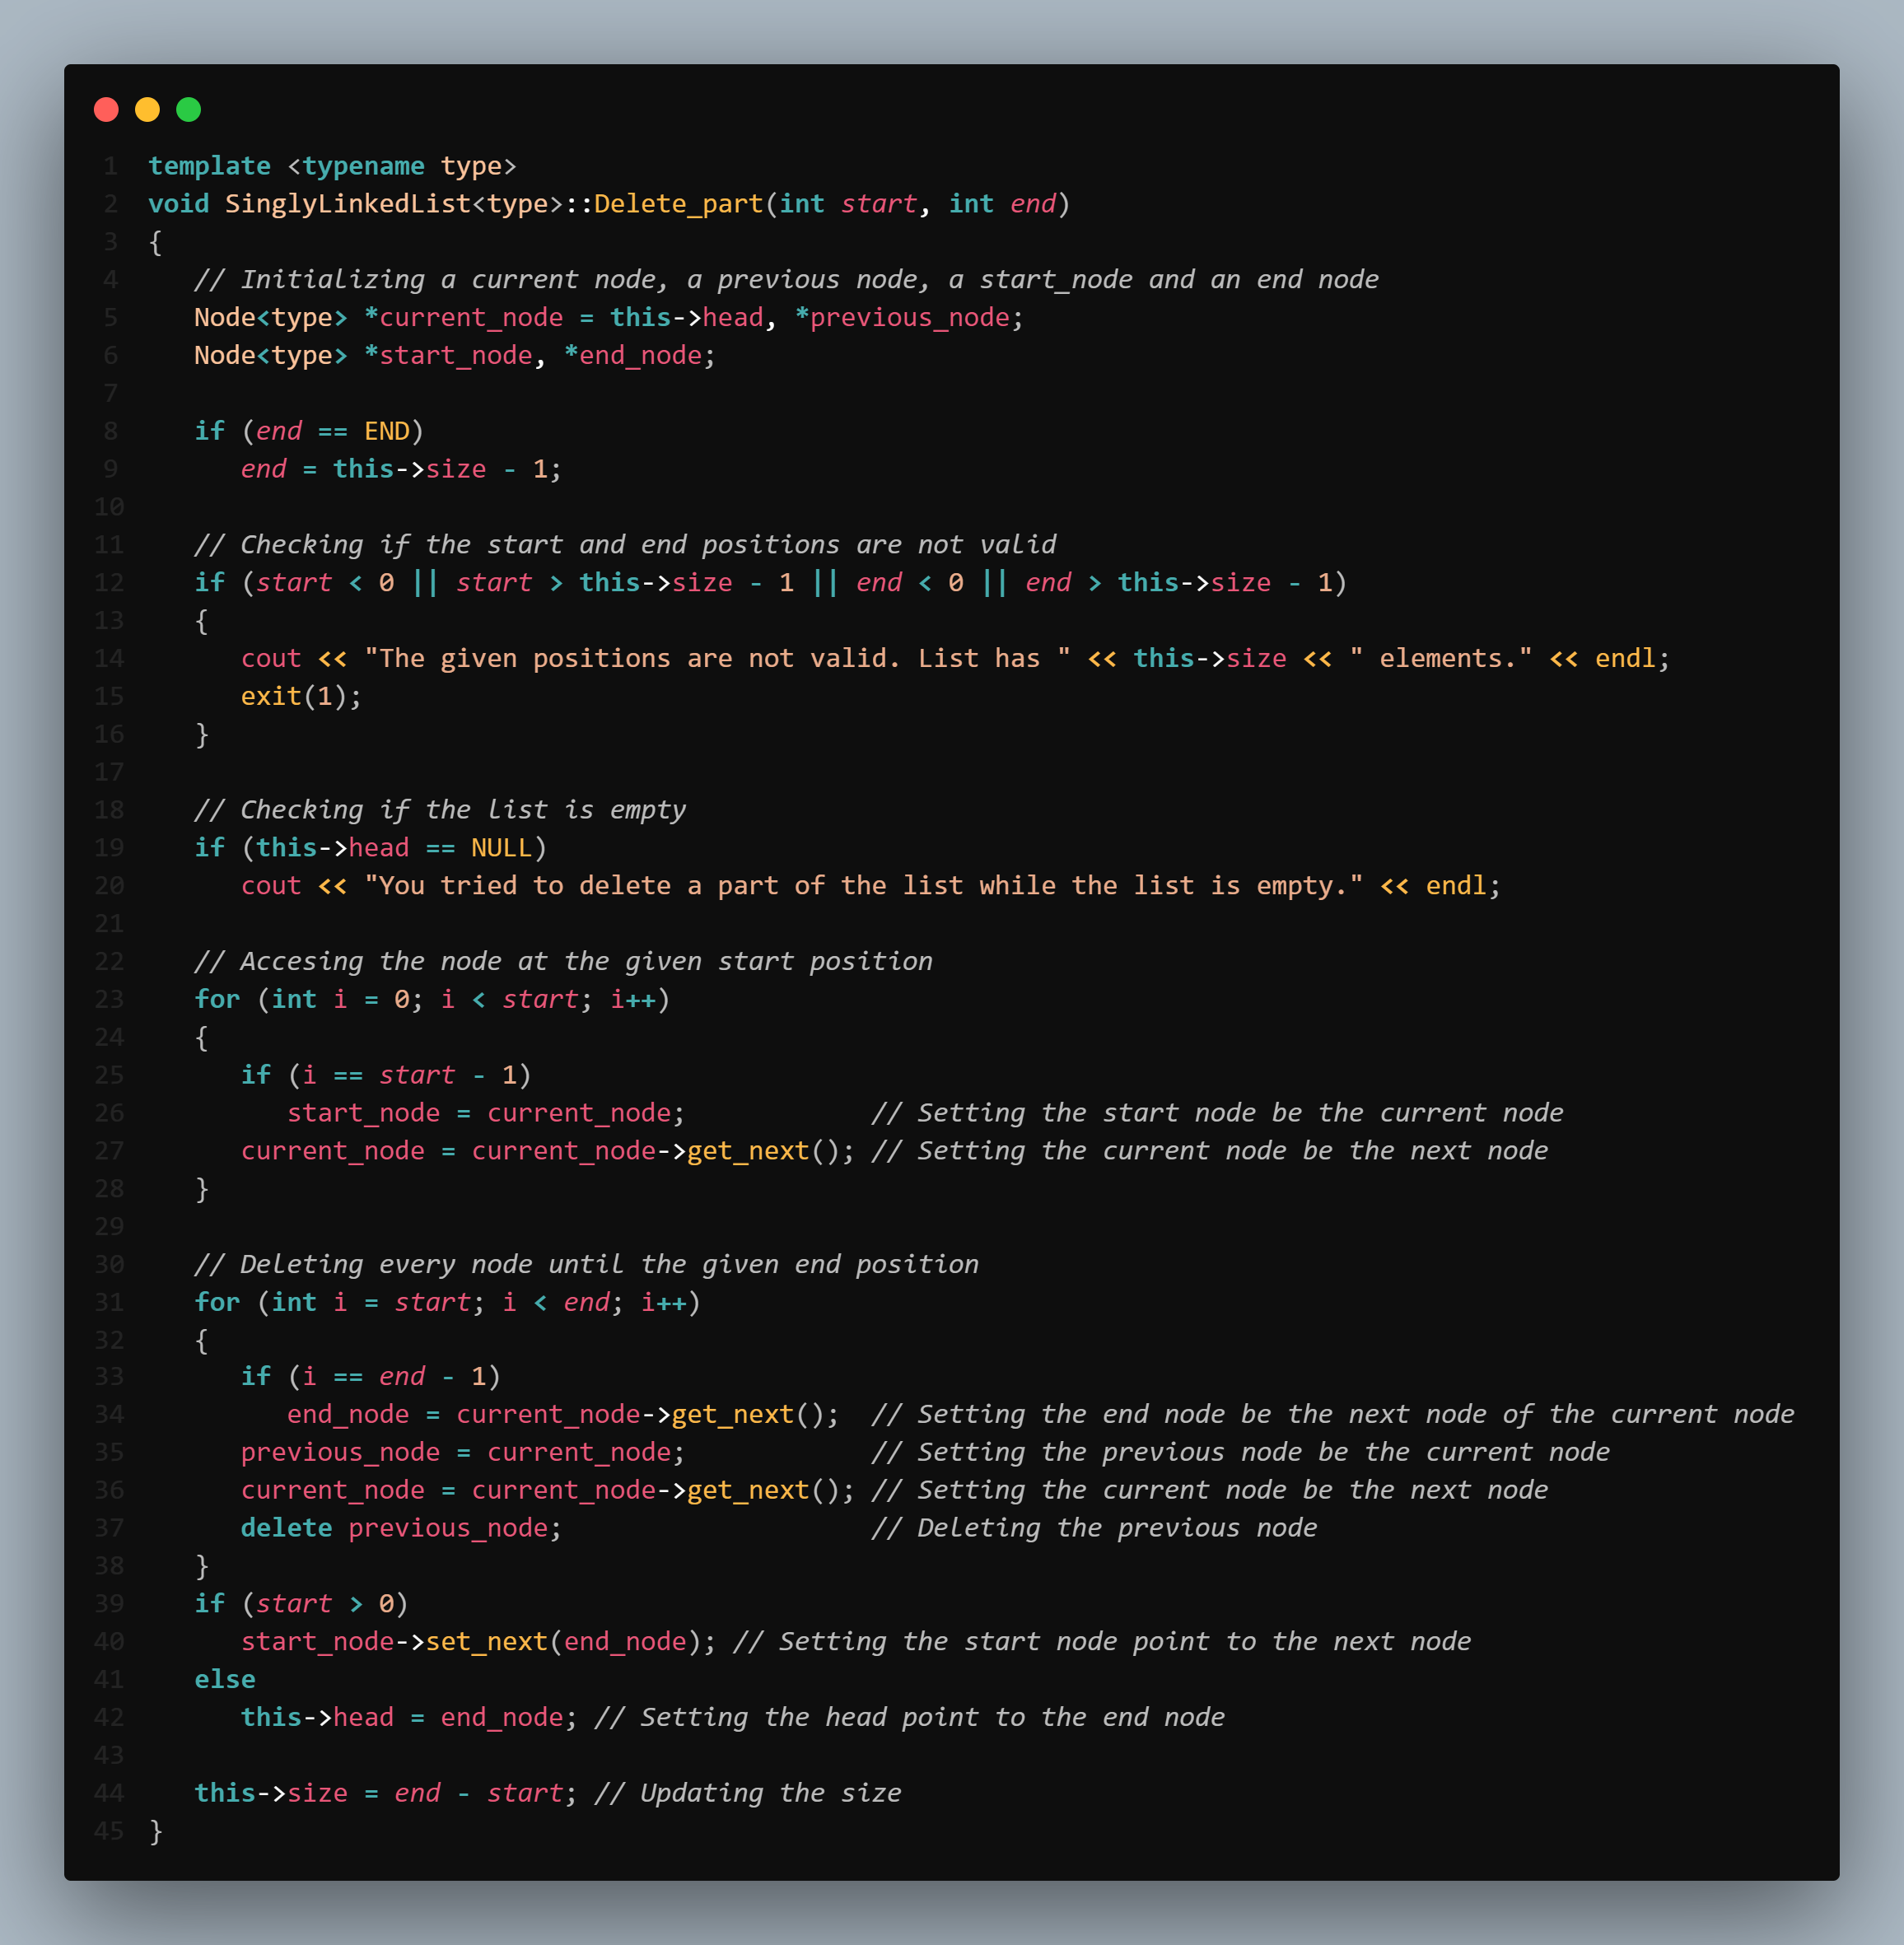 1 template <typename type>
2 void SinglyLinkedList<type>::Delete_part(int start, int end)
3 {
4    // Initializing a current node, a previous node, a start_node and an end node
5    Node<type> *current_node = this->head, *previous_node;
6    Node<type> *start_node, *end_node;
7
8    if (end == END)
9       end = this->size - 1;
10
11    // Checking if the start and end positions are not valid
12    if (start < 0 || start > this->size - 1 || end < 0 || end > this->size - 1)
13    {
14       cout << "The given positions are not valid. List has " << this->size << " elements." << endl;
15       exit(1);
16    }
17
18    // Checking if the list is empty
19    if (this->head == NULL)
20       cout << "You tried to delete a part of the list while the list is empty." << endl;
21
22    // Accesing the node at the given start position
23    for (int i = 0; i < start; i++)
24    {
25       if (i == start - 1)
26          start_node = current_node;            // Setting the start node be the current node
27       current_node = current_node->get_next(); // Setting the current node be the next node
28    }
29
30    // Deleting every node until the given end position
31    for (int i = start; i < end; i++)
32    {
33       if (i == end - 1)
34          end_node = current_node->get_next();  // Setting the end node be the next node of the current node
35       previous_node = current_node;            // Setting the previous node be the current node
36       current_node = current_node->get_next(); // Setting the current node be the next node
37       delete previous_node;                    // Deleting the previous node
38    }
39    if (start > 0)
40       start_node->set_next(end_node); // Setting the start node point to the next node
41    else
42       this->head = end_node; // Setting the head point to the end node
43
44    this->size = end - start; // Updating the size
45 }